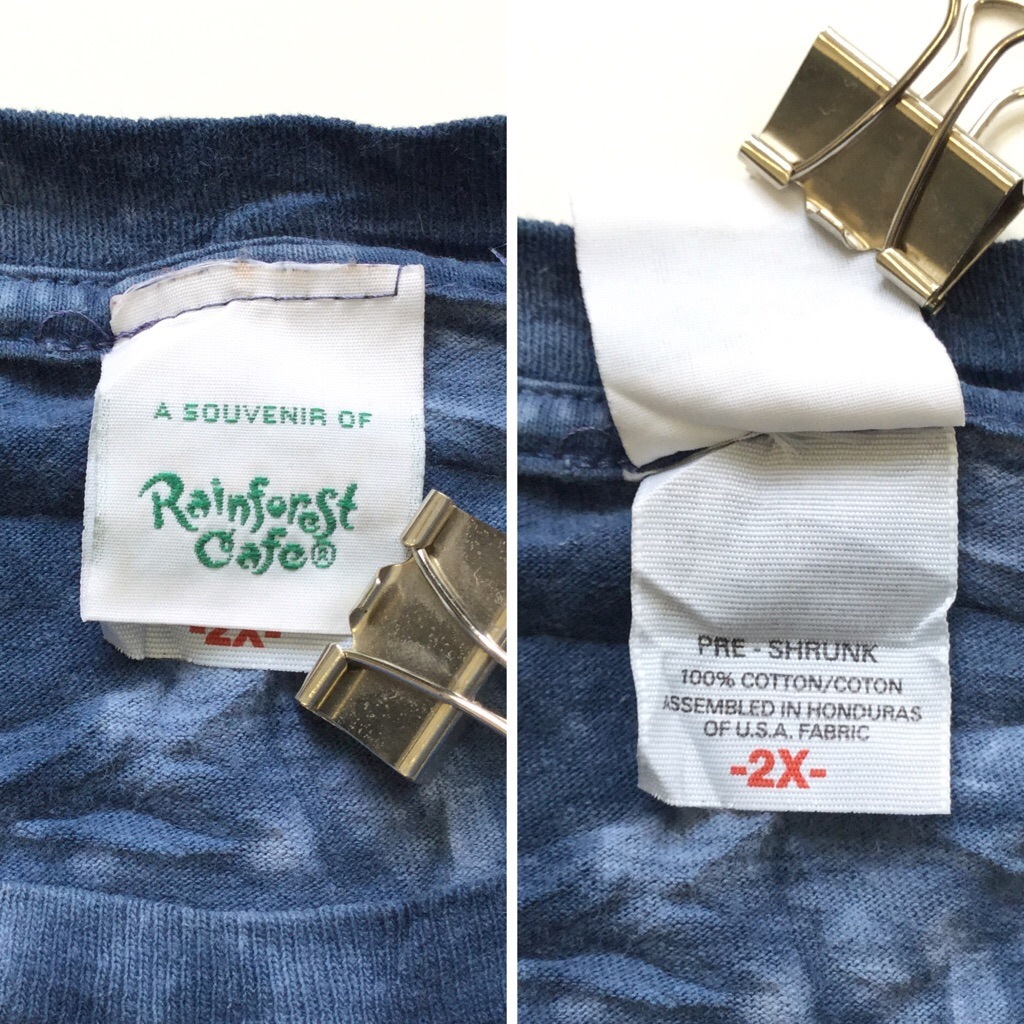 A SOUVENIR OF
Rainforest
Cafe®
-2X-
PRE - SHRUNK
100% COTTON/COTON
ASSEMBLED IN HONDURAS
OF U.S.A. FABRIC
-2X-